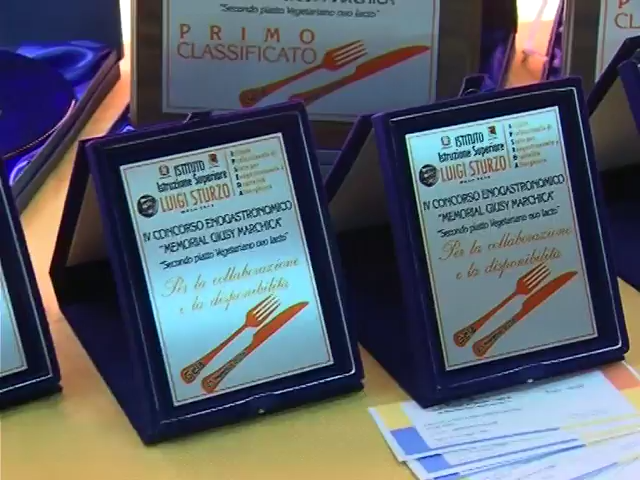 "Secondo piatto Vegetariano ovo lacto"
PRIMO
CLASSIFICATO
ISTITUTO
Istruzione Superiore
LUIGI STURZO
IV CONCORSO ENOGASTRONOMICO
"MEMORIAL GIUSY MARCHICA"
"Secondo piatto Vegetariano ovo lacto"
Per la collaborazione
e la disponibilità
ISTITUTO
Istruzione Superiore
LUIGI STURZO
IV CONCORSO ENOGASTRONOMICO
"MEMORIAL GIUSY MARCHICA"
"Secondo piatto Vegetariano ovo lacto"
Per la collaborazione
e la disponibilità